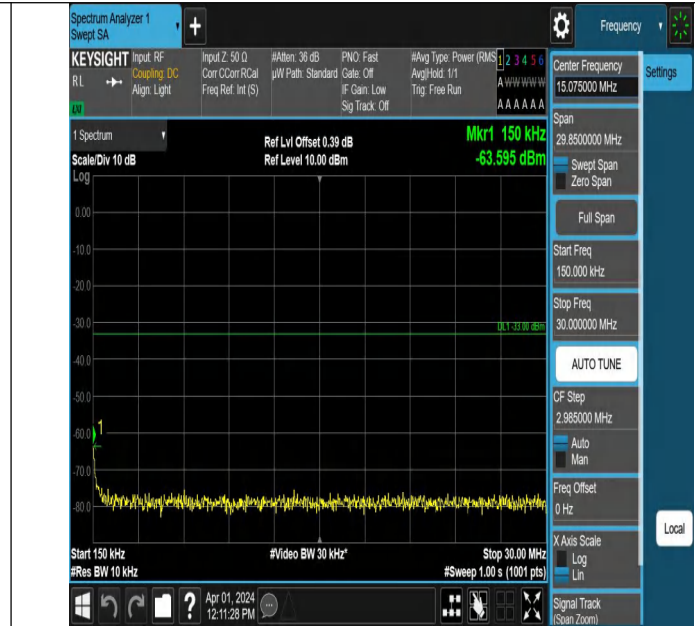 Spectrum Analyzer 1
Swept SA
+
Frequency
KEYSIGHT
RL
LXI
Input: RF
Coupling: DC
Align: Light
Input Z: 50 Ω
Corr CCorr RCal
Freq Ref: Int (S)
#Atten: 36 dB
µW Path: Standard
PNO: Fast
Gate: Off
IF Gain: Low
Sig Track: Off
#Avg Type: Power (RMS
Avg|Hold: 1/1
Trig: Free Run
1 2 3 4 5 6
A W W W W W
A A A A A A
1 Spectrum
Scale/Div 10 dB
Log
Ref Lvl Offset 0.39 dB
Ref Level 10.00 dBm
Mkr1 150 kHz
-63.595 dBm
0.00
-10.0
-20.0
-30.0
DL1 -33.00 dBm
-40.0
-50.0
-60.0
1
-70.0
-80.0
Start 150 kHz
#Res BW 10 kHz
#Video BW 30 kHz*
Stop 30.00 MHz
#Sweep 1.00 s (1001 pts)
?
Apr 01, 2024
12:11:28 PM
Center Frequency
15.075000 MHz
Settings
Span
29.8500000 MHz
Swept Span
Zero Span
Full Span
Start Freq
150.000 kHz
Stop Freq
30.000000 MHz
AUTO TUNE
CF Step
2.985000 MHz
Auto
Man
Freq Offset
0 Hz
Local
X Axis Scale
Log
Lin
Signal Track
(Span Zoom)